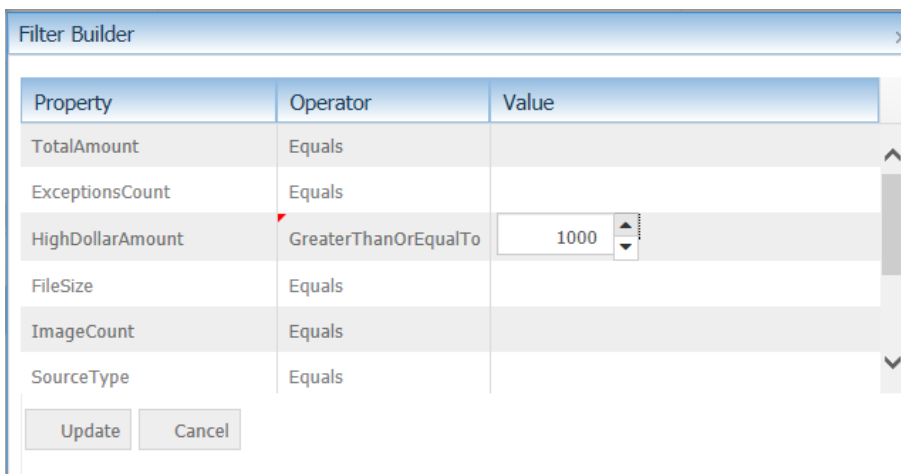 Filter Builder
Property Operator Value
TotalAmount Equals
ExceptionsCount Equals
HighDollarAmount GreaterThanOrEqualTo 1000
FileSize Equals
ImageCount Equals
SourceType Equals
Update Cancel